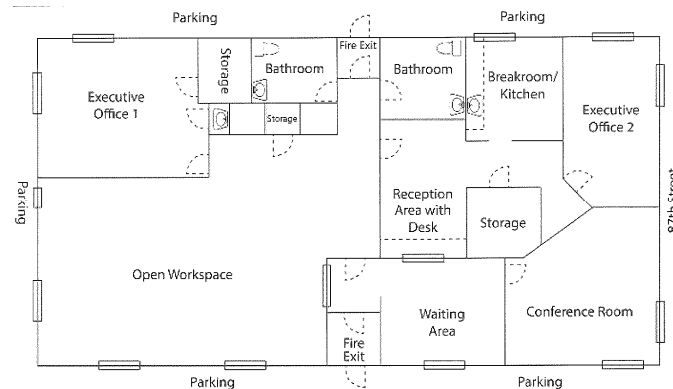 Parking
Parking
Fire Exit
Storage
Bathroom
Bathroom
Breakroom/
Kitchen
Executive
Office 1
Executive
Office 2
Storage
Parking
Reception
Area with
Desk
Storage
Open Workspace
Waiting
Area
Conference Room
Fire
Exit
Parking
Parking